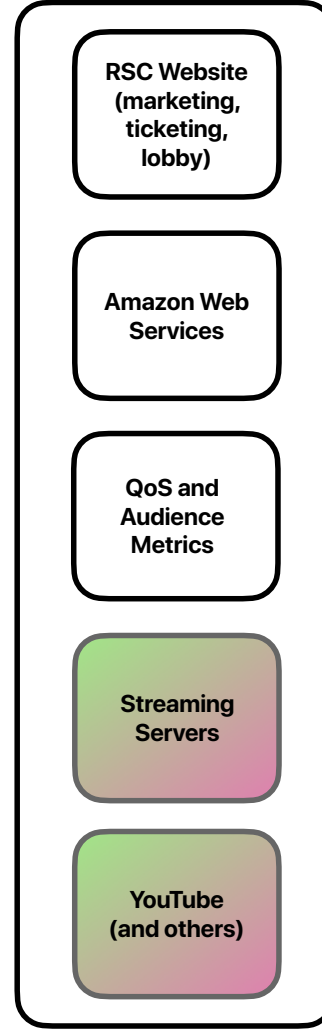 RSC Website
(marketing,
ticketing,
lobby)
Amazon Web
Services
QoS and
Audience
Metrics
Streaming
Servers
YouTube
(and others)